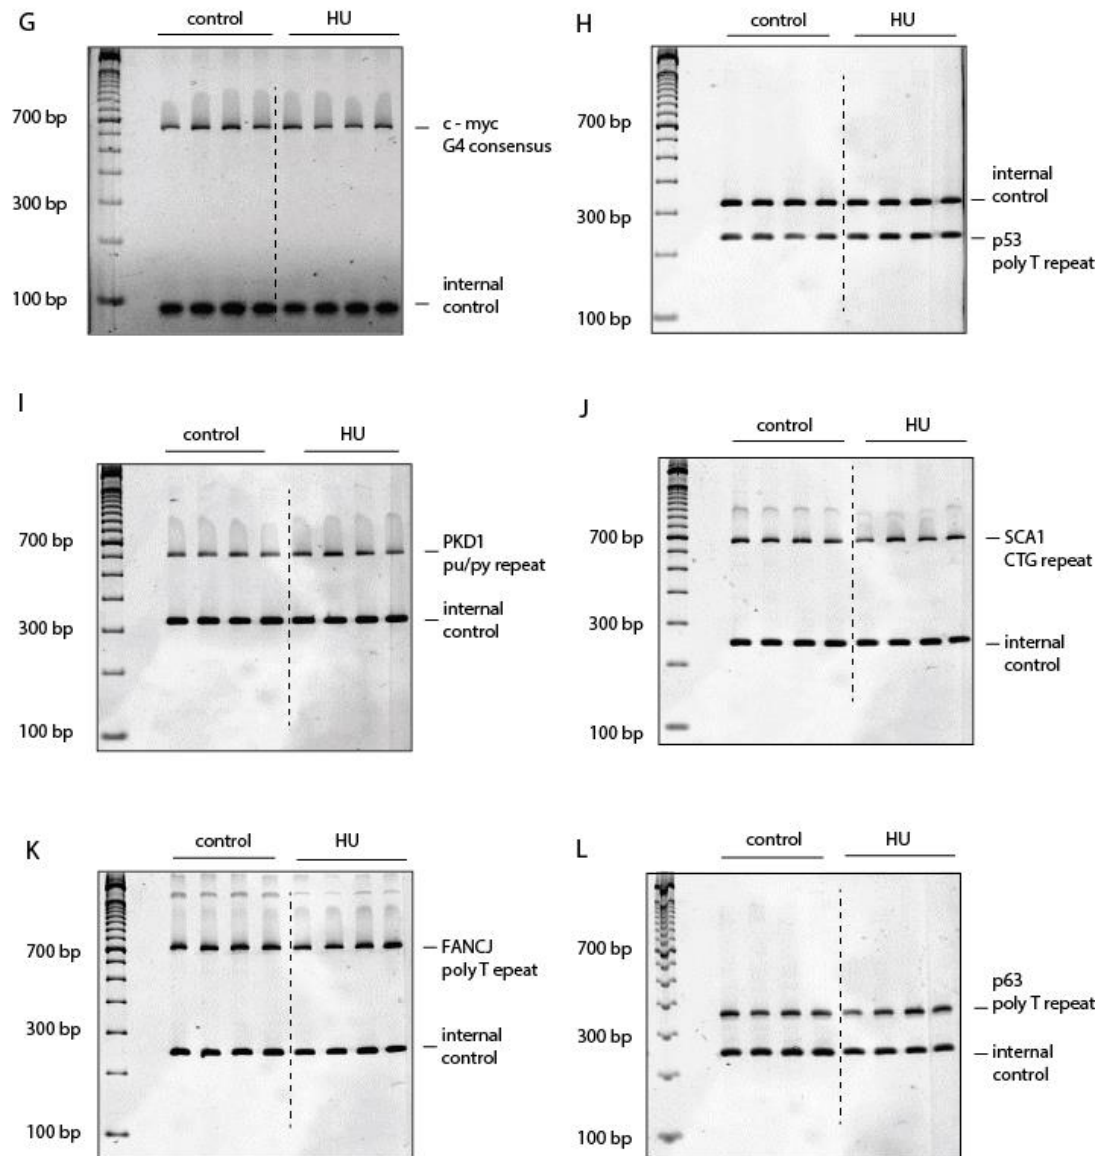 G
control
HU
700 bp
300 bp
100 bp
c - myc
G4 consensus
internal
control
H
control
HU
700 bp
300 bp
100 bp
internal
control
p53
poly T repeat
I
control
HU
700 bp
300 bp
100 bp
PKD1
pu/py repeat
internal
control
J
control
HU
700 bp
300 bp
100 bp
SCA1
CTG repeat
internal
control
K
control
HU
700 bp
300 bp
100 bp
FANCJ
poly T epeat
internal
control
L
control
HU
700 bp
300 bp
100 bp
p63
poly T repeat
internal
control